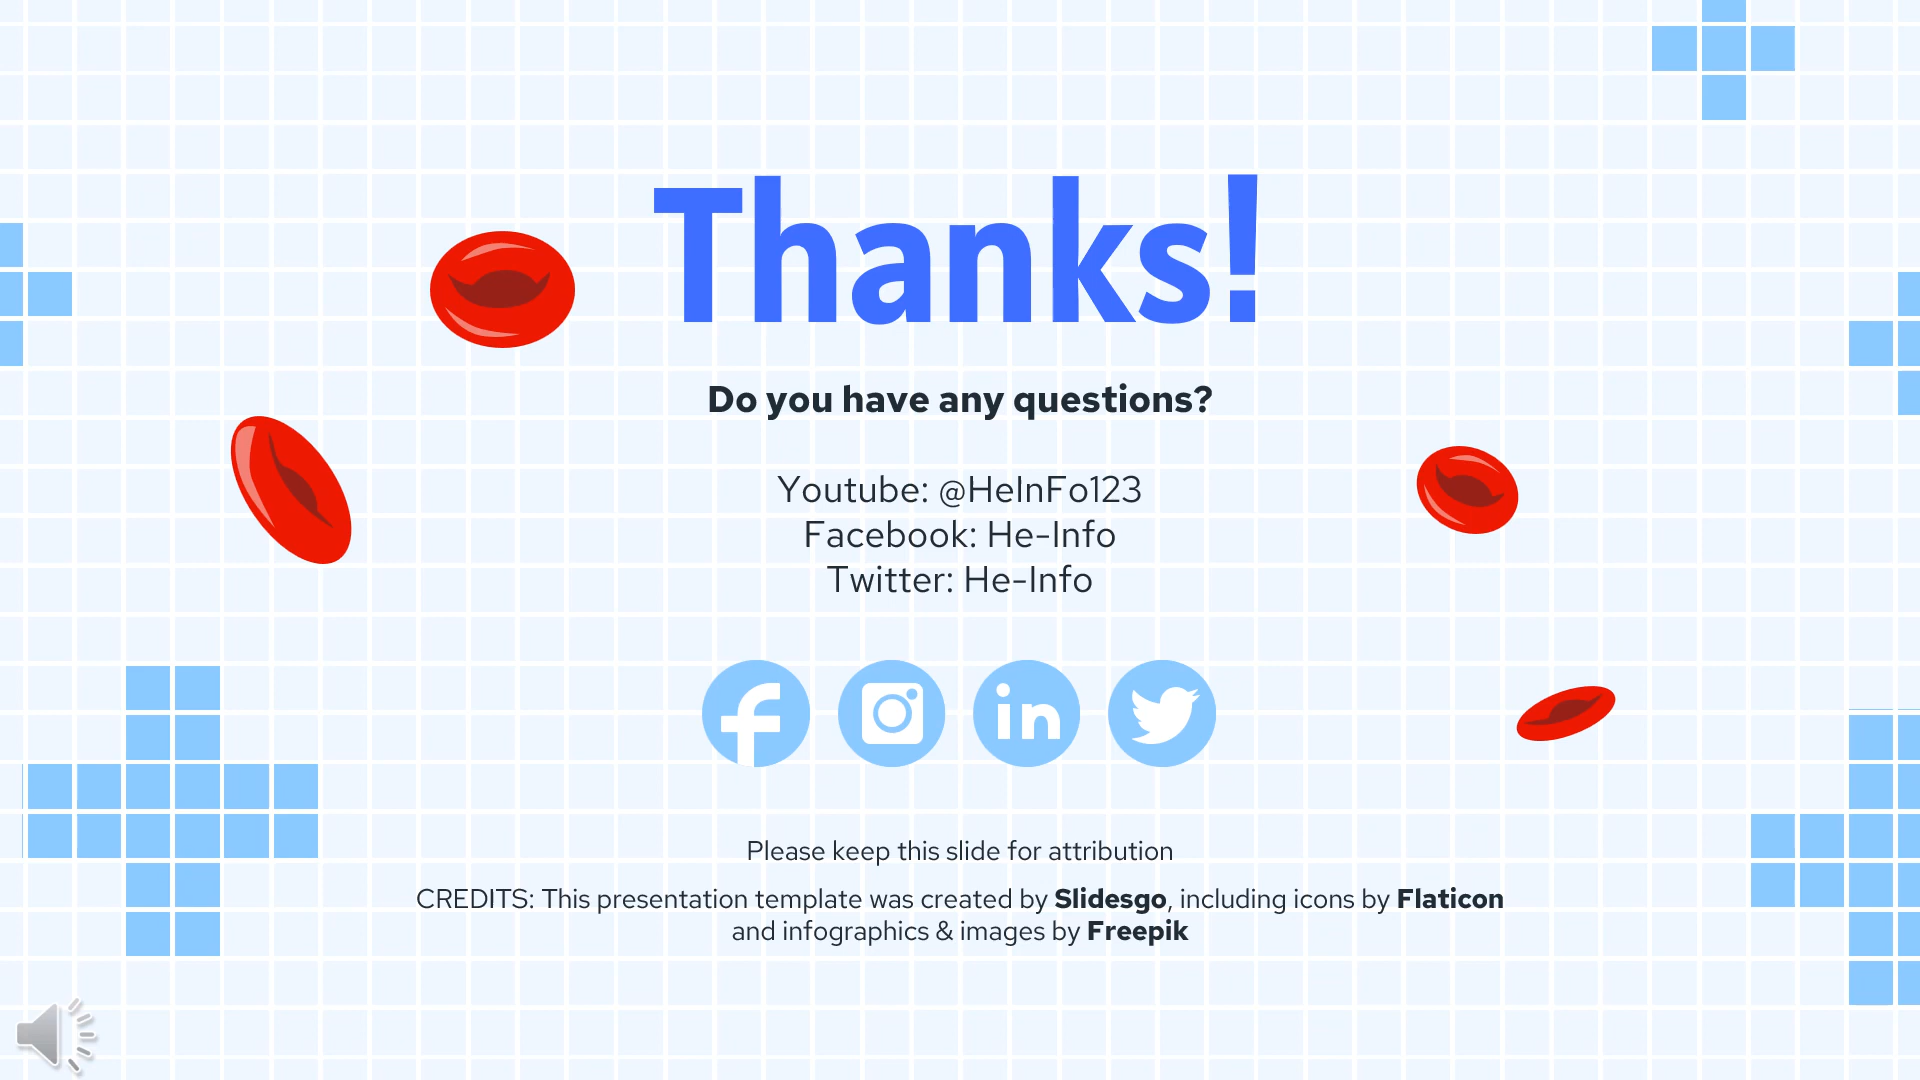 Thanks!
Do you have any questions?
Youtube: @HeInFo123
Facebook: He-Info
Twitter: He-Info
Please keep this slide for attribution
CREDITS: This presentation template was created by Slidesgo, including icons by Flaticon
and infographics & images by Freepik